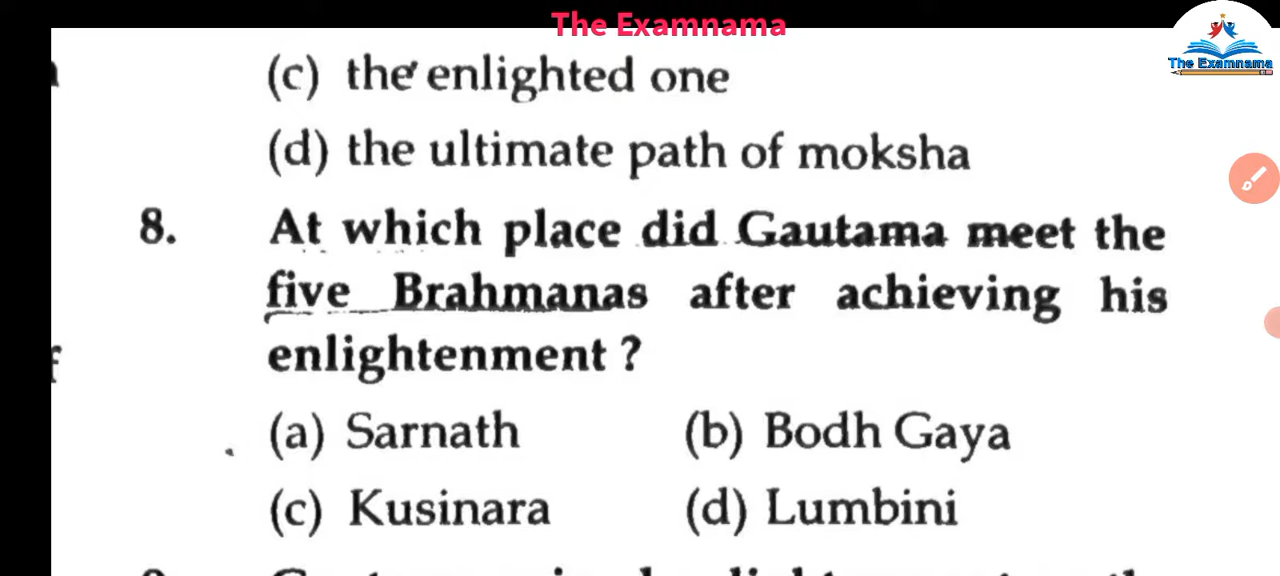 The Examnama
The Examnama
(c) the enlighted one
(d) the ultimate path of moksha
8. At which place did Gautama meet the
five Brahmanas after achieving his
enlightenment ?
(a) Sarnath (b) Bodh Gaya
(c) Kusinara (d) Lumbini